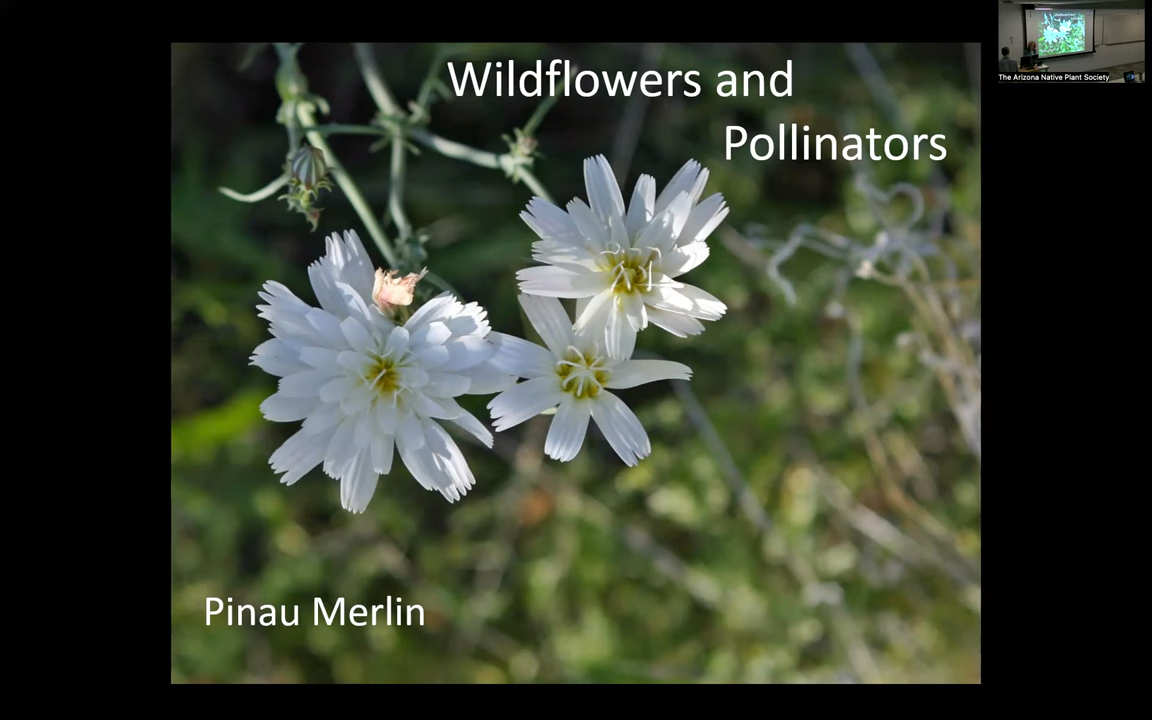 Wildflowers and
Pollinators
Pinau Merlin
The Arizona Native Plant Society